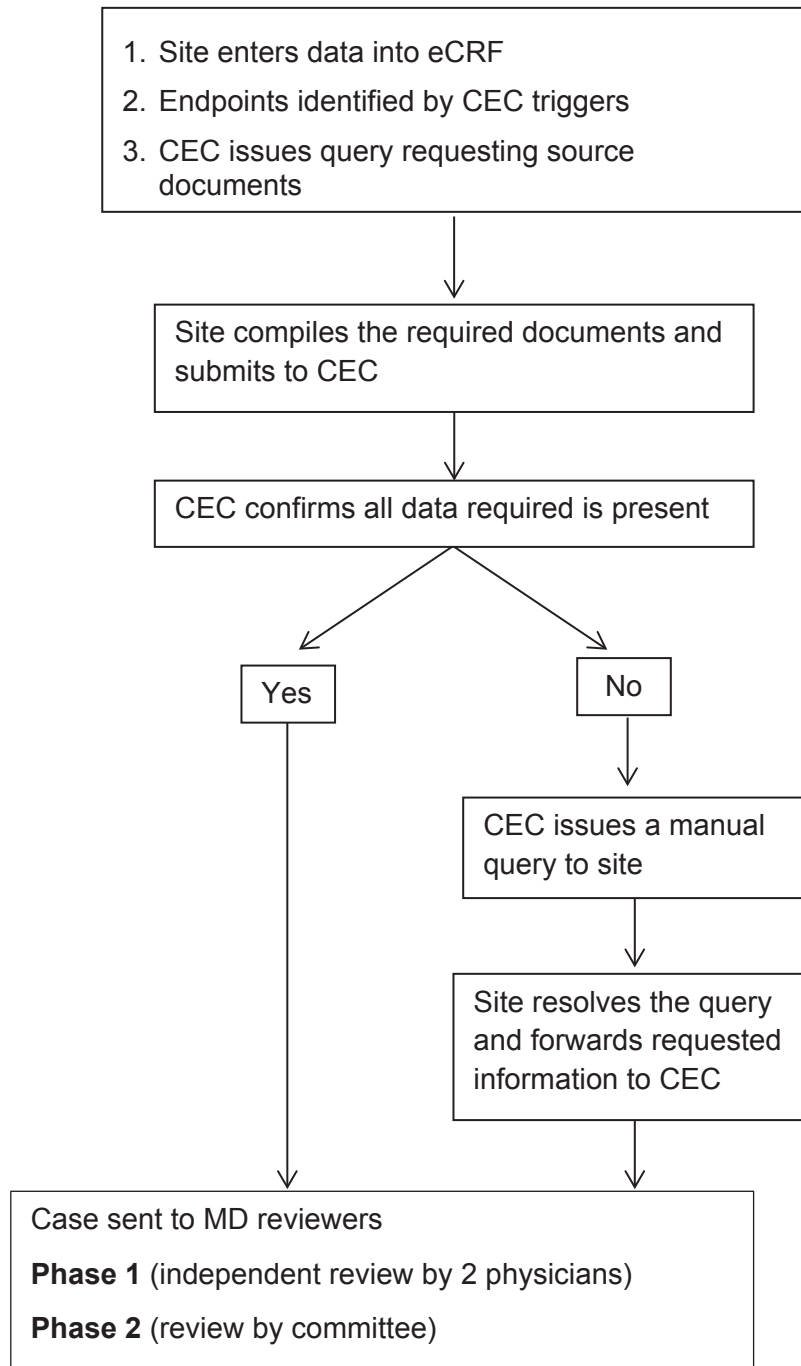 1. Site enters data into eCRF
2. Endpoints identified by CEC triggers
3. CEC issues query requesting source
documents
Site compiles the required documents and
submits to CEC
CEC confirms all data required is present
Yes
No
CEC issues a manual
query to site
Site resolves the query
and forwards requested
information to CEC
Case sent to MD reviewers
Phase 1 (independent review by 2 physicians)
Phase 2 (review by committee)